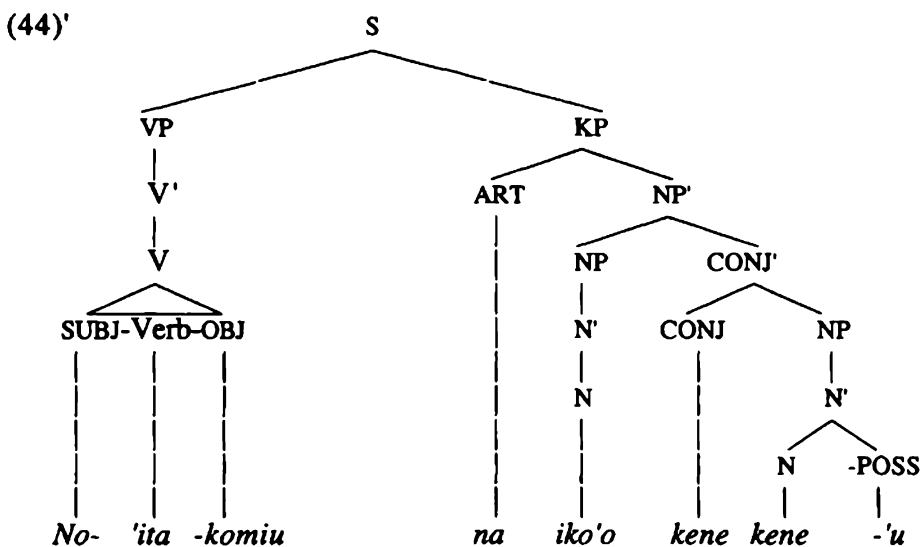 (44)' S
VP KP
V' ART NP'
V NP CONJ'
SUBJ-Verb-OBJ N' CONJ NP
N N'
N -POSS
No- 'ita -komiu na iko'o kene kene -'u